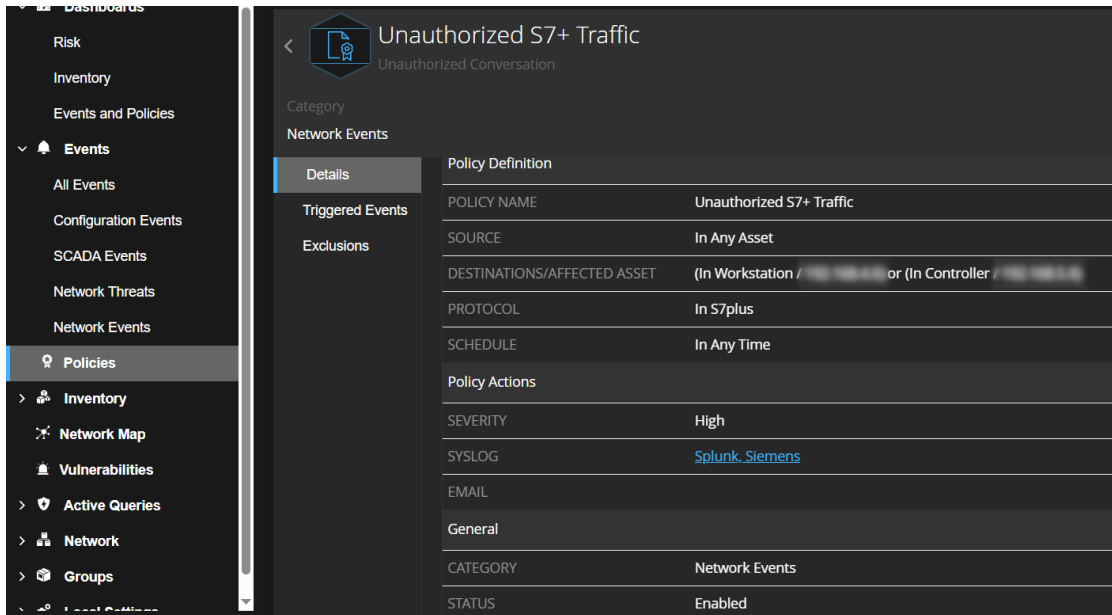 Dashboards
Risk
Inventory
Events and Policies
Events
All Events
Configuration Events
SCADA Events
Network Threats
Network Events
Policies
Inventory
Network Map
Vulnerabilities
Active Queries
Network
Groups
Local Settings
Unauthorized S7+ Traffic
Unauthorized Conversation
Category
Network Events
Details
Triggered Events
Exclusions
Policy Definition
POLICY NAME Unauthorized S7+ Traffic
SOURCE In Any Asset
DESTINATIONS/AFFECTED ASSET (In Workstation / or (In Controller /
PROTOCOL In S7plus
SCHEDULE In Any Time
Policy Actions
SEVERITY High
SYSLOG Splunk, Siemens
EMAIL
General
CATEGORY Network Events
STATUS Enabled